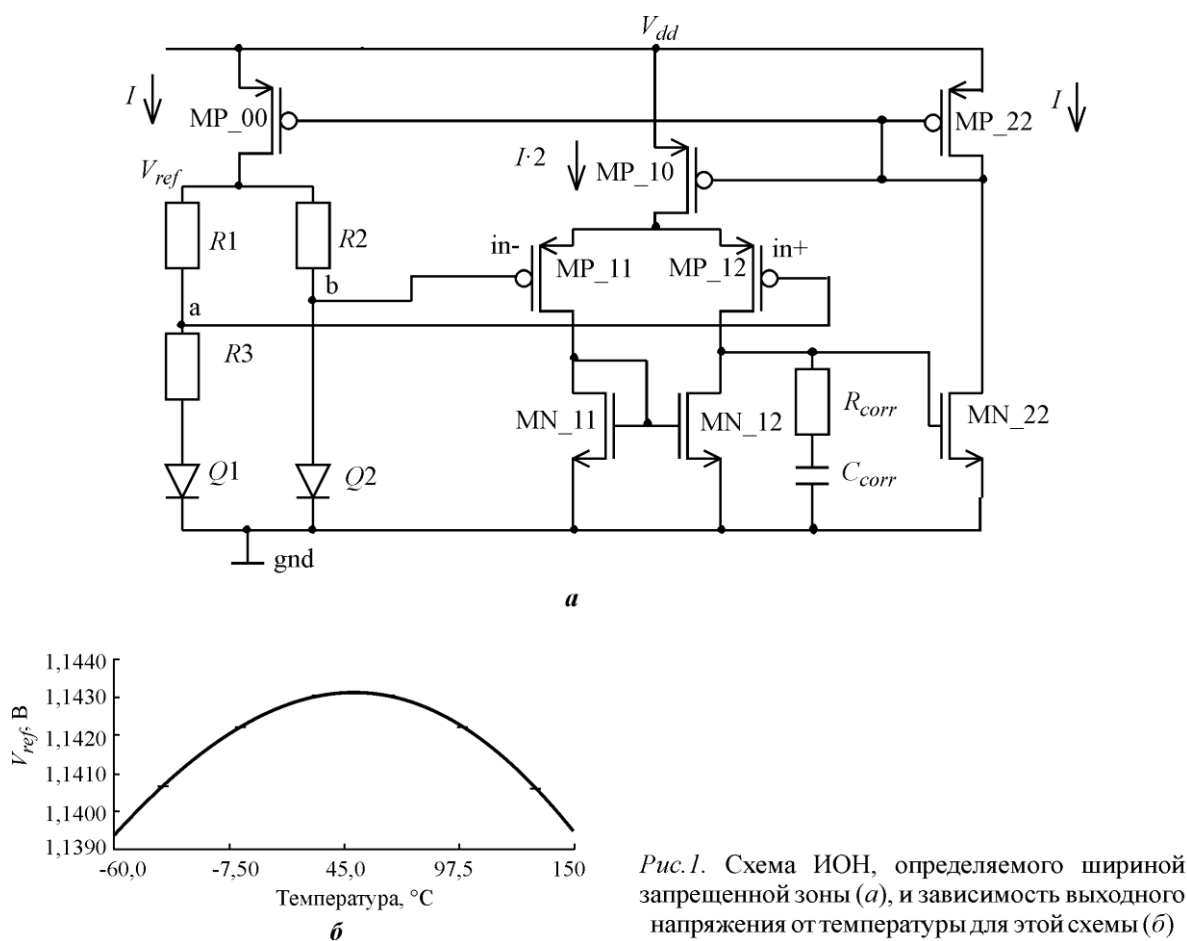 V_dd
I
MP_00
MP_22
I
I·2
MP_10
V_ref
R1
R2
in-
MP_11
MP_12
in+
b
a
R3
MN_11
MN_12
R_corr
MN_22
Q1
Q2
C_corr
gnd
а
V_ref, В
1,1440
1,1430
1,1420
1,1410
1,1400
1,1390
-60,0 -7,50 45,0 97,5 150
Температура, °C
б
Рис.1. Схема ИОН, определяемого шириной
запрещенной зоны (а), и зависимость выходного
напряжения от температуры для этой схемы (б)